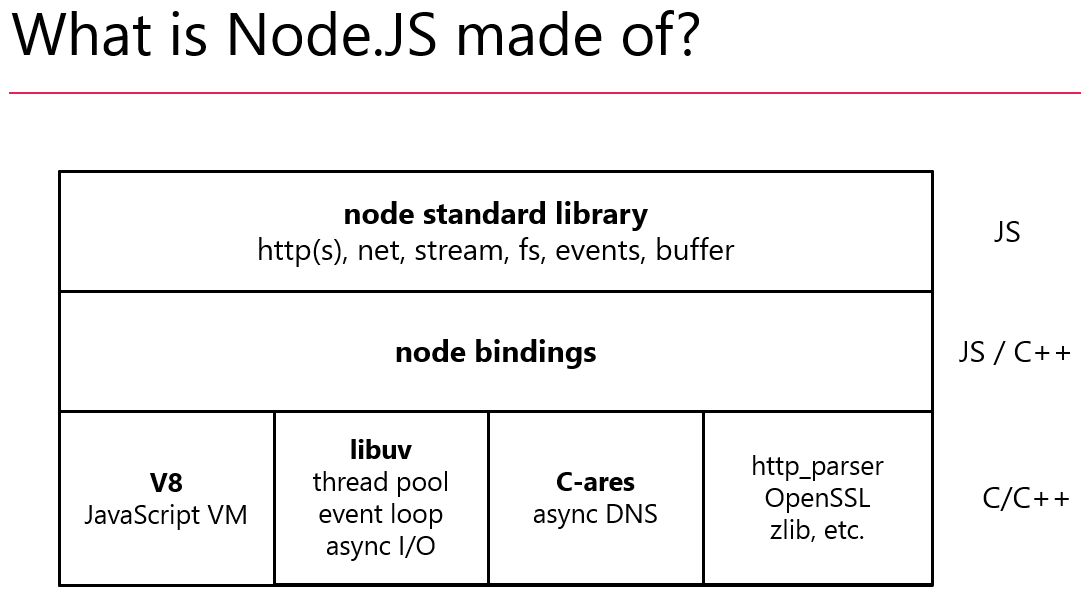 What is Node.JS made of?
node standard library
http(s), net, stream, fs, events, buffer
JS
node bindings
JS / C++
V8
JavaScript VM
libuv
thread pool
event loop
async I/O
C-ares
async DNS
http_parser
OpenSSL
zlib, etc.
C/C++